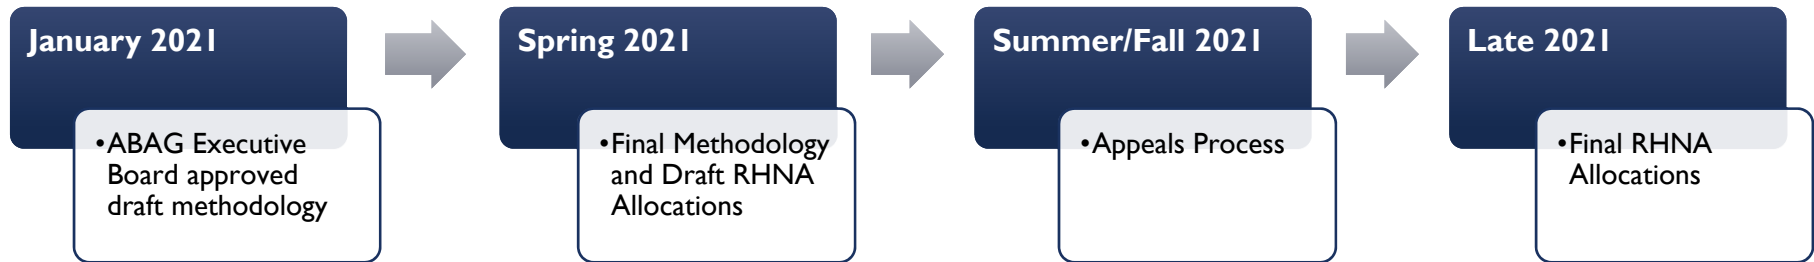 January 2021
•ABAG Executive
Board approved
draft methodology
Spring 2021
•Final Methodology
and Draft RHNA
Allocations
Summer/Fall 2021
•Appeals Process
Late 2021
•Final RHNA
Allocations